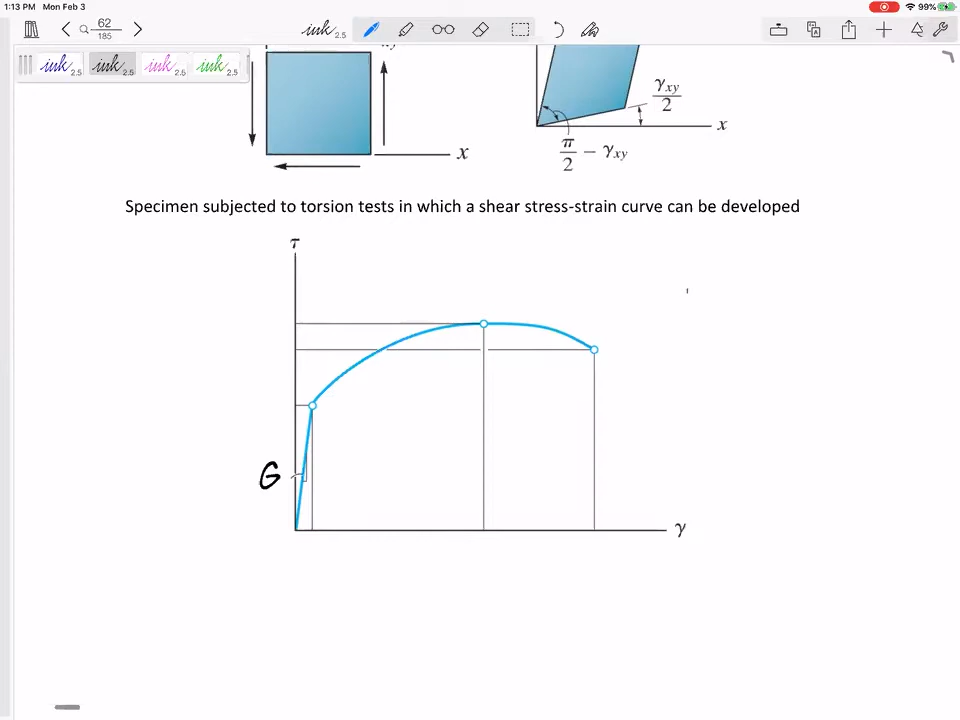 1:13 PM Mon Feb 3
99%
62
185
ink 2.5
ink 2.5
ink 2.5
ink 2.5
ink 2.5
x
γxy
2
x
π
2 − γxy
Specimen subjected to torsion tests in which a shear stress-strain curve can be developed
τ
G
γ